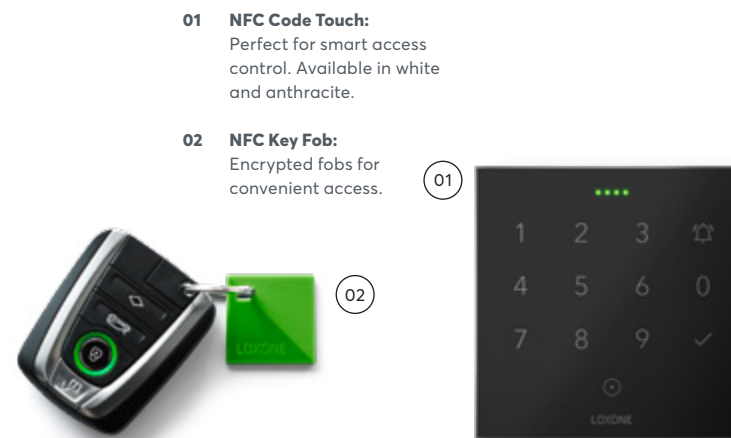 01 NFC Code Touch:
Perfect for smart access
control. Available in white
and anthracite.
02 NFC Key Fob:
Encrypted fobs for
convenient access.
01
02
LOXONE
1 2 3
4 5 6 0
7 8 9
LOXONE